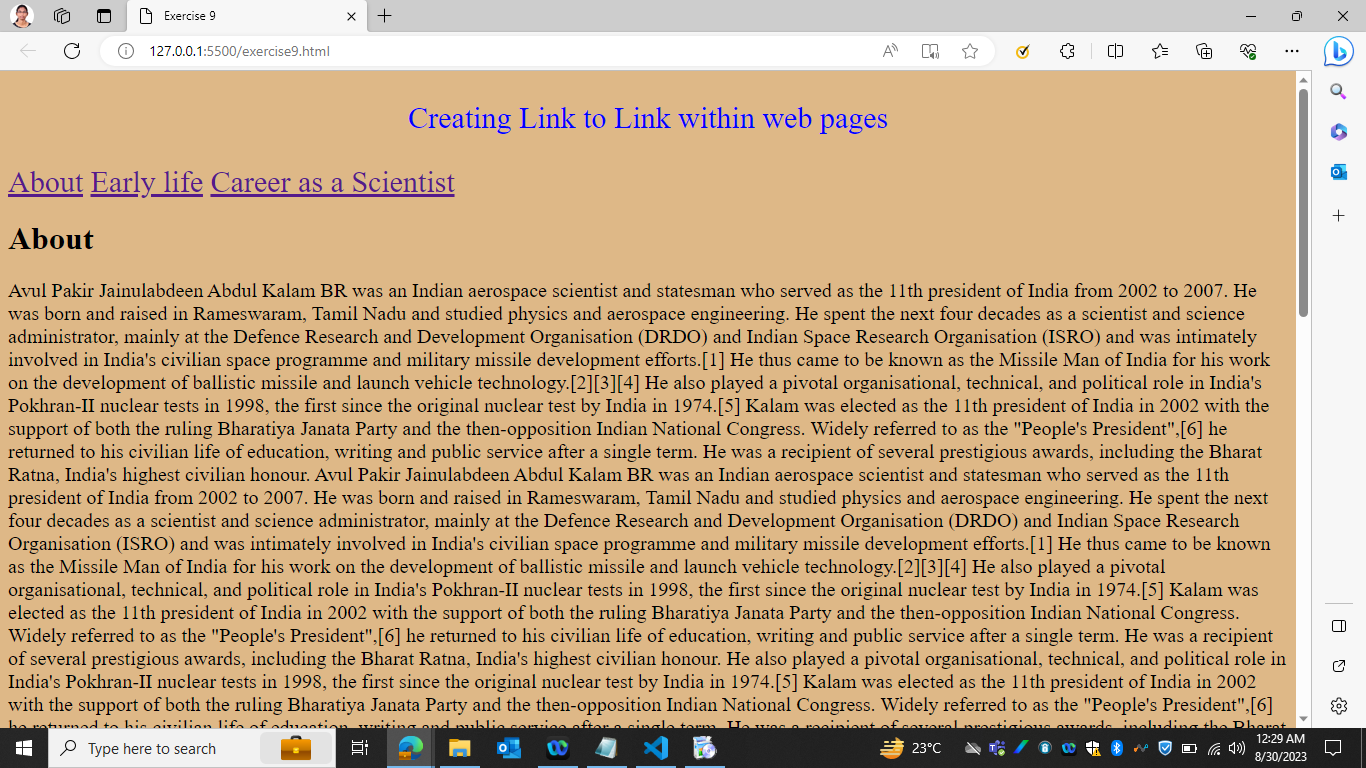 Exercise 9
127.0.0.1:5500/exercise9.html
Creating Link to Link within web pages
About Early life Career as a Scientist
About
Avul Pakir Jainulabdeen Abdul Kalam BR was an Indian aerospace scientist and statesman who served as the 11th president of India from 2002 to 2007. He
was born and raised in Rameswaram, Tamil Nadu and studied physics and aerospace engineering. He spent the next four decades as a scientist and science
administrator, mainly at the Defence Research and Development Organisation (DRDO) and Indian Space Research Organisation (ISRO) and was intimately
involved in India's civilian space programme and military missile development efforts.[1] He thus came to be known as the Missile Man of India for his work
on the development of ballistic missile and launch vehicle technology.[2][3][4] He also played a pivotal organisational, technical, and political role in India's
Pokhran-II nuclear tests in 1998, the first since the original nuclear test by India in 1974.[5] Kalam was elected as the 11th president of India in 2002 with the
support of both the ruling Bharatiya Janata Party and the then-opposition Indian National Congress. Widely referred to as the "People's President",[6] he
returned to his civilian life of education, writing and public service after a single term. He was a recipient of several prestigious awards, including the Bharat
Ratna, India's highest civilian honour. Avul Pakir Jainulabdeen Abdul Kalam BR was an Indian aerospace scientist and statesman who served as the 11th
president of India from 2002 to 2007. He was born and raised in Rameswaram, Tamil Nadu and studied physics and aerospace engineering. He spent the next
four decades as a scientist and science administrator, mainly at the Defence Research and Development Organisation (DRDO) and Indian Space Research
Organisation (ISRO) and was intimately involved in India's civilian space programme and military missile development efforts.[1] He thus came to be known
as the Missile Man of India for his work on the development of ballistic missile and launch vehicle technology.[2][3][4] He also played a pivotal
organisational, technical, and political role in India's Pokhran-II nuclear tests in 1998, the first since the original nuclear test by India in 1974.[5] Kalam was
elected as the 11th president of India in 2002 with the support of both the ruling Bharatiya Janata Party and the then-opposition Indian National Congress.
Widely referred to as the "People's President",[6] he returned to his civilian life of education, writing and public service after a single term. He was a recipient
of several prestigious awards, including the Bharat Ratna, India's highest civilian honour. He also played a pivotal organisational, technical, and political role in
India's Pokhran-II nuclear tests in 1998, the first since the original nuclear test by India in 1974.[5] Kalam was elected as the 11th president of India in 2002
with the support of both the ruling Bharatiya Janata Party and the then-opposition Indian National Congress. Widely referred to as the "People's President",[6]
he returned to his civilian life of education, writing and public service after a single term. He was a recipient of several prestigious awards, including the Bharat
Type here to search
23°C
12:29 AM
8/30/2023